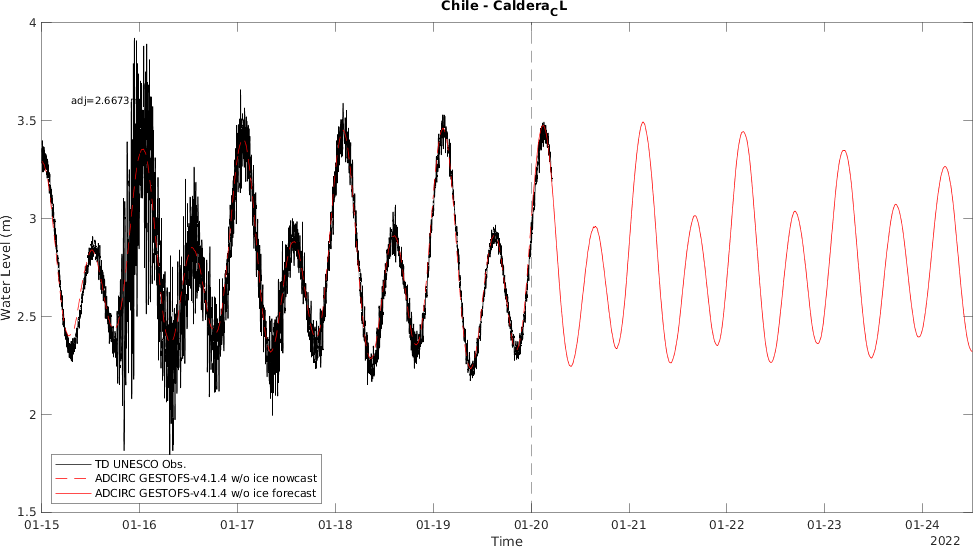 Chile - Caldera_CL
4
3.5
3
2.5
2
1.5
Water Level (m)
adj=2.6673m
TD UNESCO Obs.
ADCIRC GESTOFS-v4.1.4 w/o ice nowcast
ADCIRC GESTOFS-v4.1.4 w/o ice forecast
01-15 01-16 01-17 01-18 01-19 01-20 01-21 01-22 01-23 01-24
Time
2022